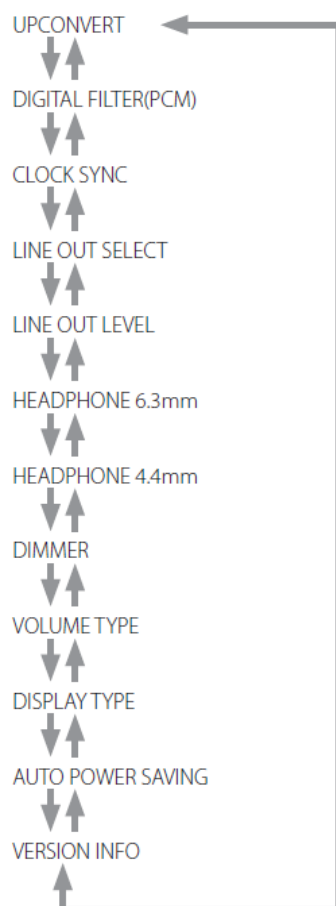 UPCONVERT
DIGITAL FILTER(PCM)
CLOCK SYNC
LINE OUT SELECT
LINE OUT LEVEL
HEADPHONE 6.3mm
HEADPHONE 4.4mm
DIMMER
VOLUME TYPE
DISPLAY TYPE
AUTO POWER SAVING
VERSION INFO